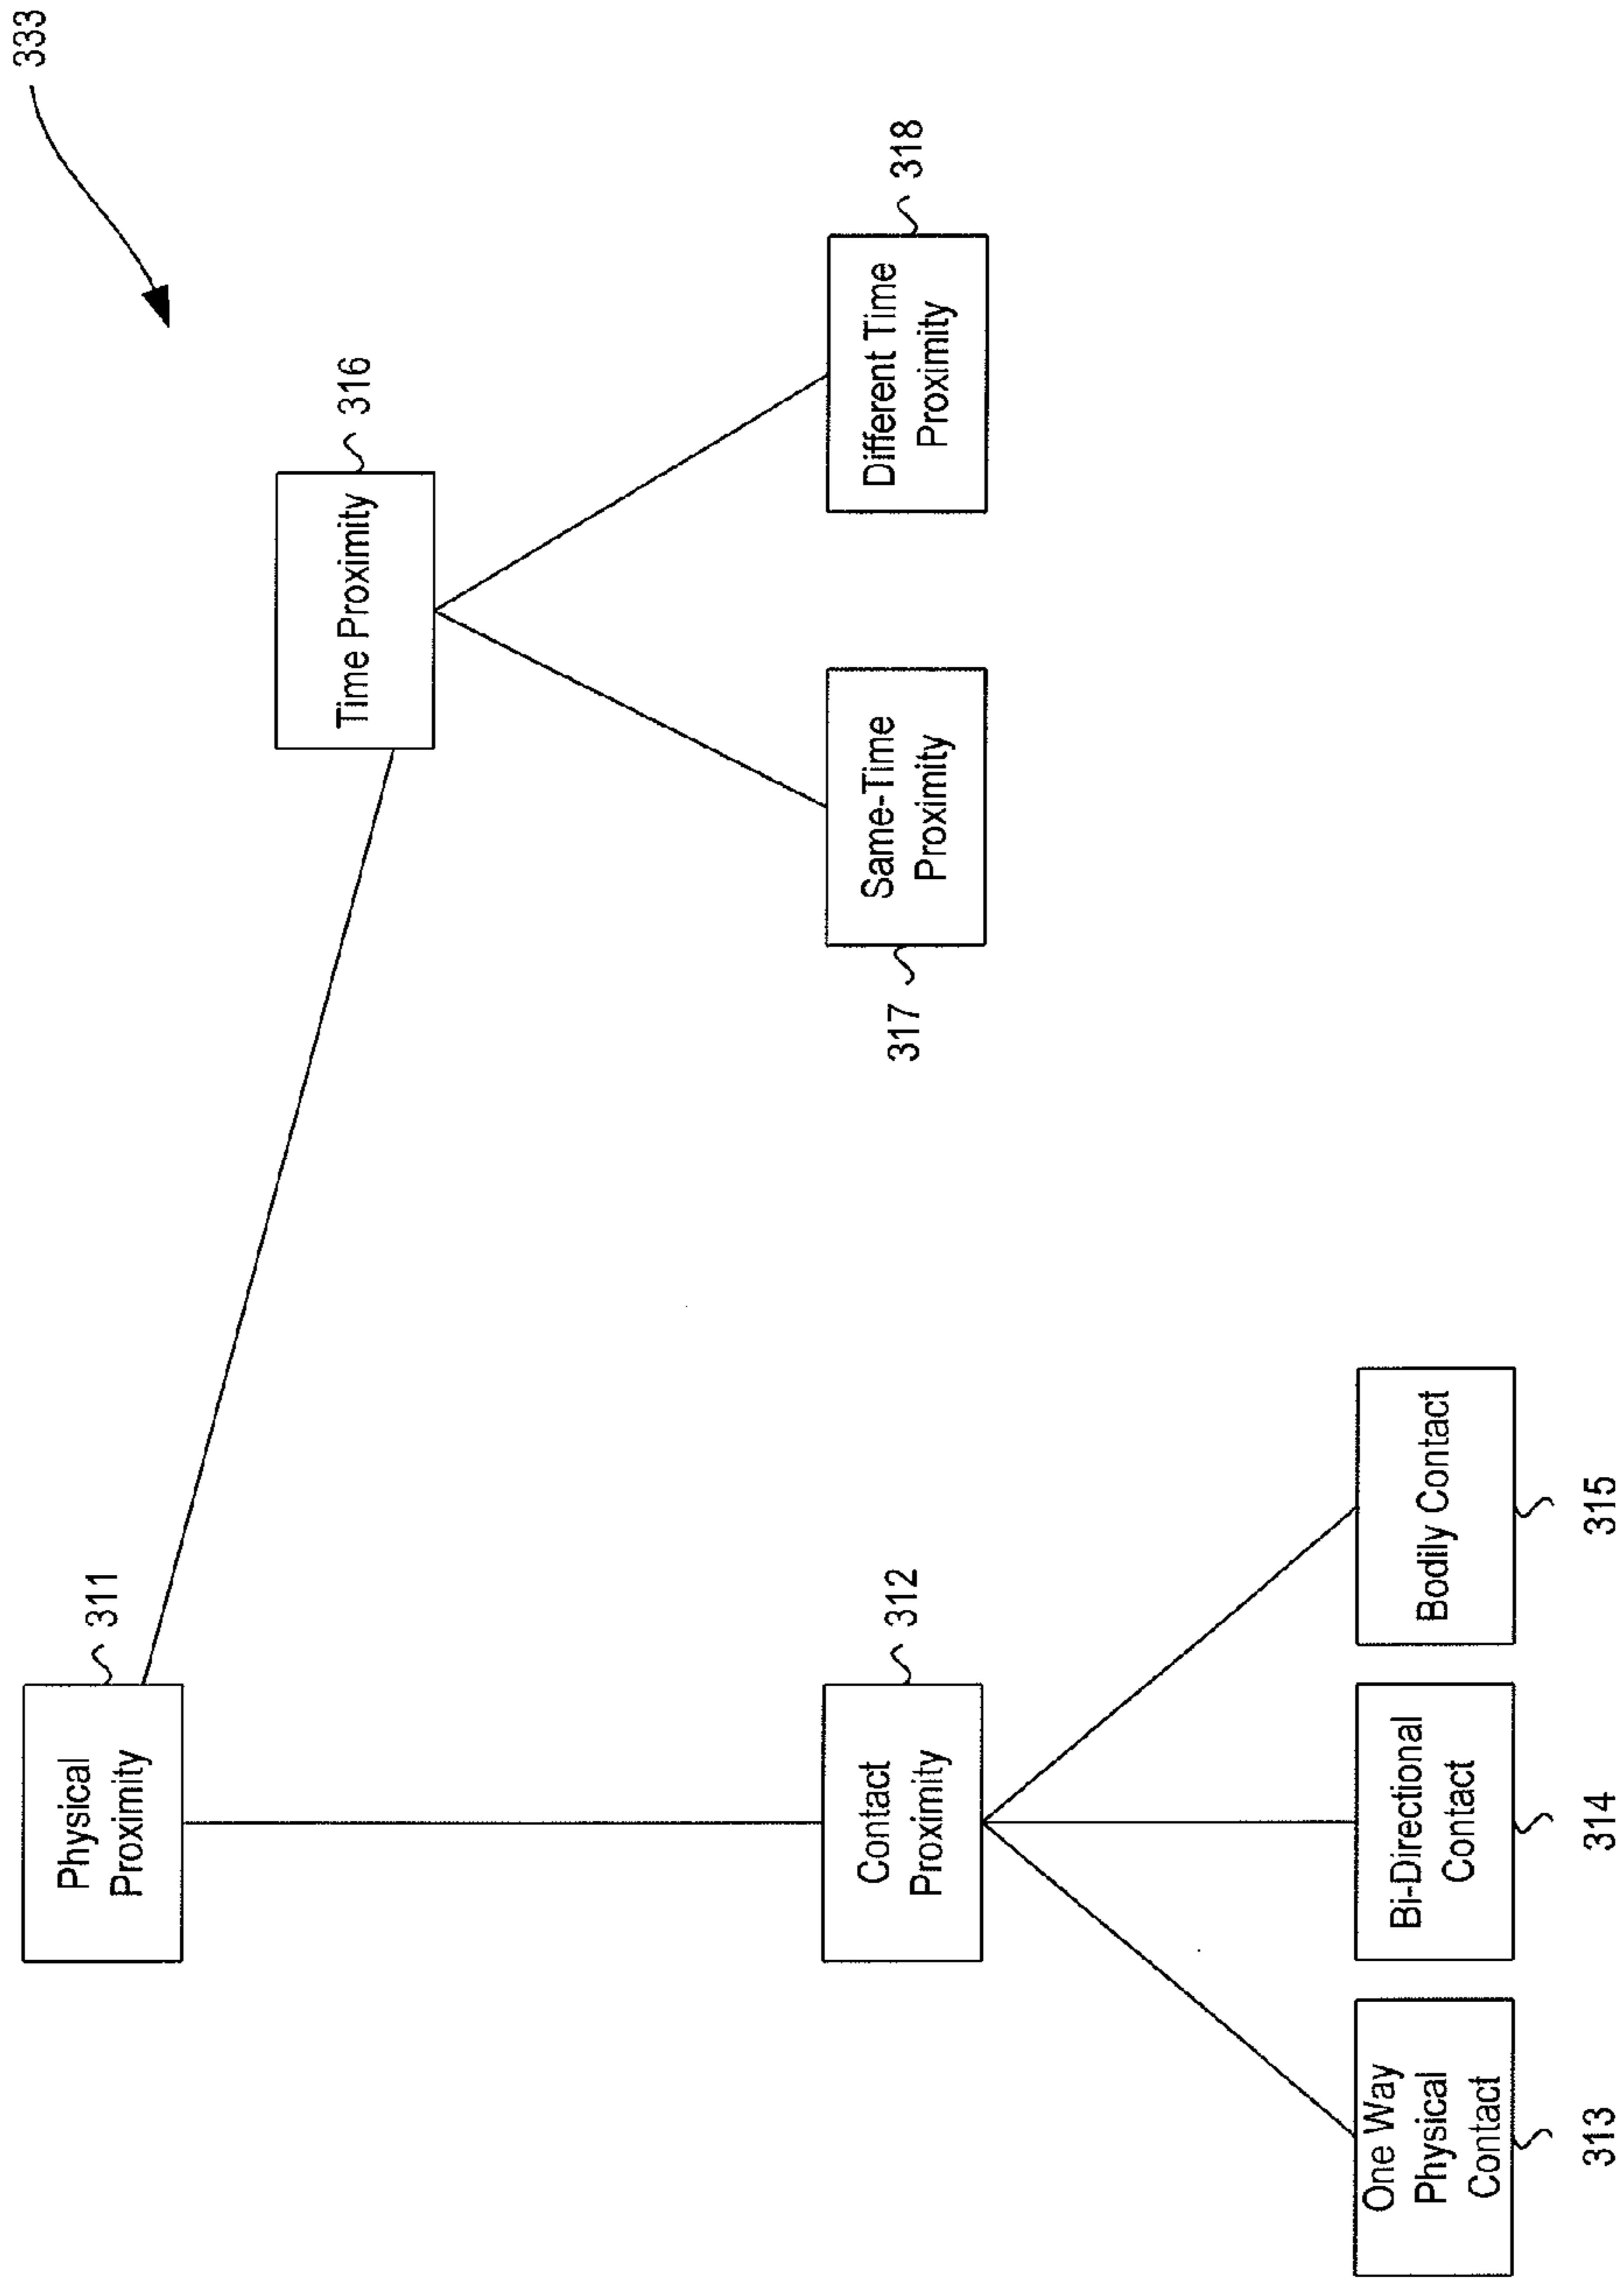 333
311
Physical
Proximity
316
Time Proximity
312
Contact
Proximity
317
Same-Time
Proximity
318
Different Time
Proximity
One Way
Physical
Contact
313
Bi-Directional
Contact
314
Bodily Contact
315